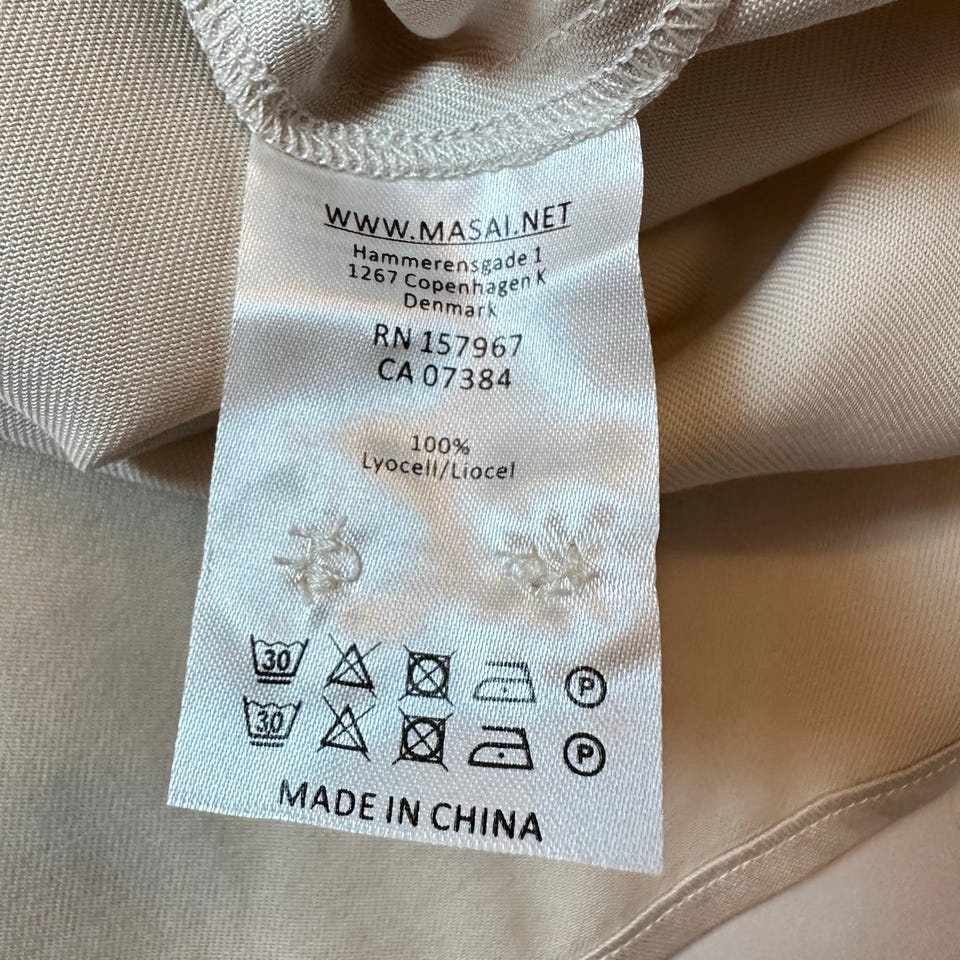 WWW.MASAI.NET
Hammerensgade 1
1267 Copenhagen K
Denmark
RN 157967
CA 07384
100%
Lyocell/Liocel
30 P
30 P
MADE IN CHINA